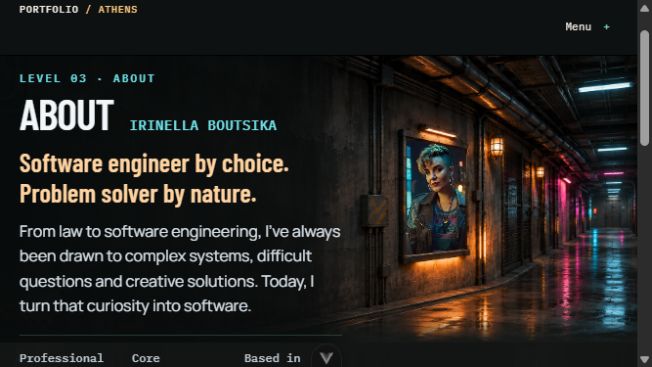 PORTFOLIO / ATHENS
Menu +
LEVEL 03 · ABOUT
ABOUT IRINELLA BOUTSIKA
Software engineer by choice.
Problem solver by nature.
From law to software engineering, I've always
been drawn to complex systems, difficult
questions and creative solutions. Today, I
turn that curiosity into software.
Professional Core Based in